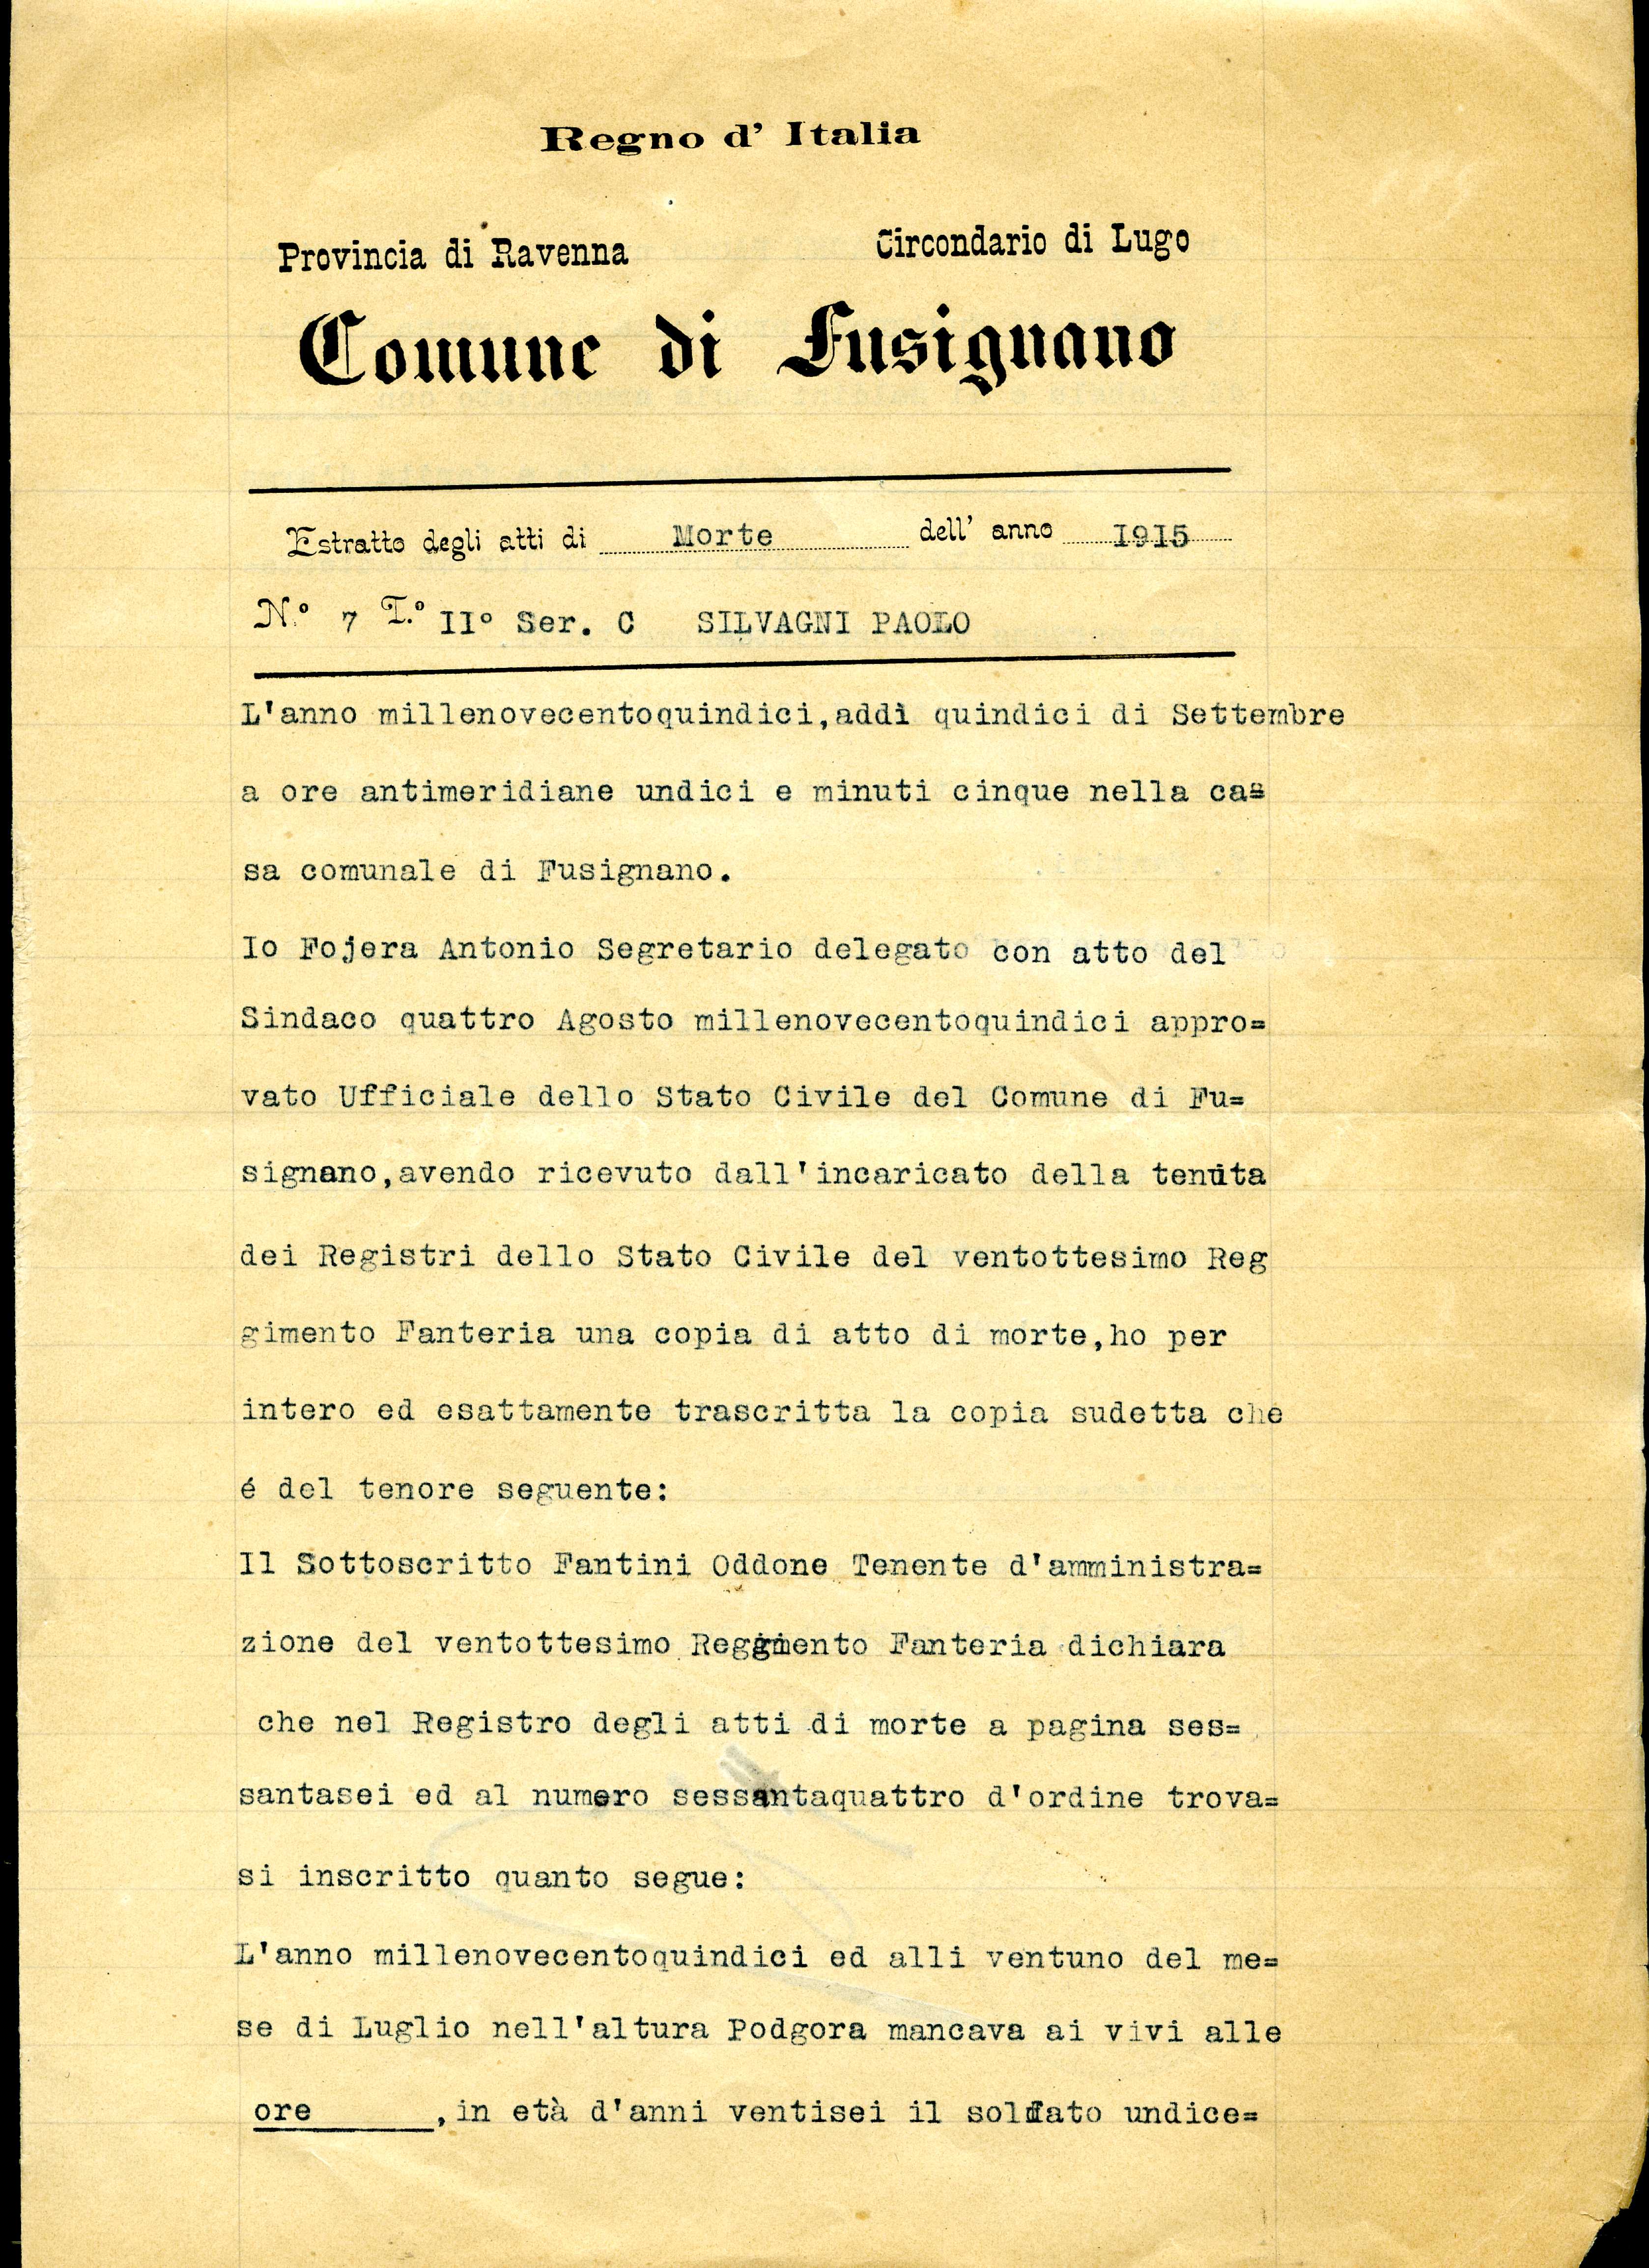 Regno d' Italia
Provincia di Ravenna Circondario di Lugo
Comune di Fusignano
Estratto degli atti di Morte dell' anno 1915
N.° 7 T.° II° Ser. C SILVAGNI PAOLO
L'anno millenovecentoquindici,addì quindici di Settembre
a ore antimeridiane undici e minuti cinque nella ca=
sa comunale di Fusignano.
Io Fojera Antonio Segretario delegato con atto del
Sindaco quattro Agosto millenovecentoquindici appro=
vato Ufficiale dello Stato Civile del Comune di Fu=
signano,avendo ricevuto dall'incaricato della tenuta
dei Registri dello Stato Civile del ventottesimo Reg
gimento Fanteria una copia di atto di morte,ho per
intero ed esattamente trascritta la copia sudetta che
é del tenore seguente:
Il Sottoscritto Fantini Oddone Tenente d'amministra=
zione del ventottesimo Reggimento Fanteria dichiara
che nel Registro degli atti di morte a pagina ses=
santasei ed al numero sessantaquattro d'ordine trova=
si inscritto quanto segue:
L'anno millenovecentoquindici ed alli ventuno del me=
se di Luglio nell'altura Podgora mancava ai vivi alle
ore ,in età d'anni ventisei il soldato undice=